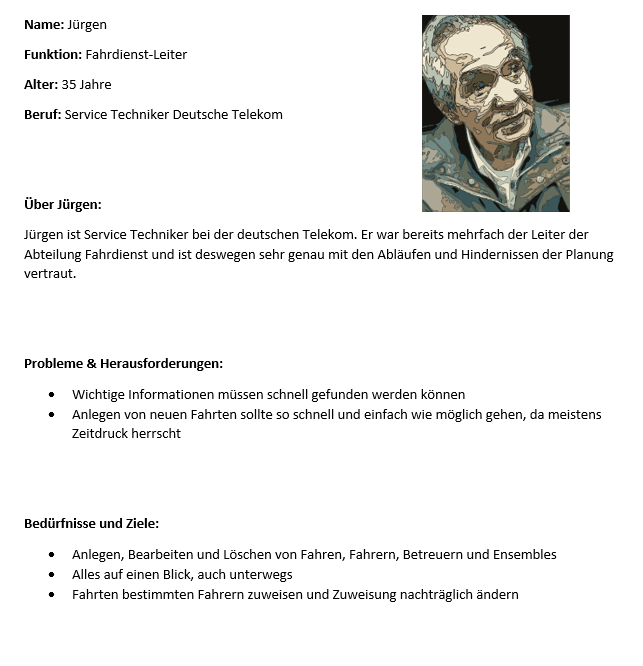 Name: Jürgen
Funktion: Fahrdienst-Leiter
Alter: 35 Jahre
Beruf: Service Techniker Deutsche Telekom
Über Jürgen:
Jürgen ist Service Techniker bei der deutschen Telekom. Er war bereits mehrfach der Leiter der
Abteilung Fahrdienst und ist deswegen sehr genau mit den Abläufen und Hindernissen der Planung
vertraut.
Probleme & Herausforderungen:
• Wichtige Informationen müssen schnell gefunden werden können
• Anlegen von neuen Fahrten sollte so schnell und einfach wie möglich gehen, da meistens
Zeitdruck herrscht
Bedürfnisse und Ziele:
• Anlegen, Bearbeiten und Löschen von Fahren, Fahrern, Betreuern und Ensembles
• Alles auf einen Blick, auch unterwegs
• Fahrten bestimmten Fahrern zuweisen und Zuweisung nachträglich ändern